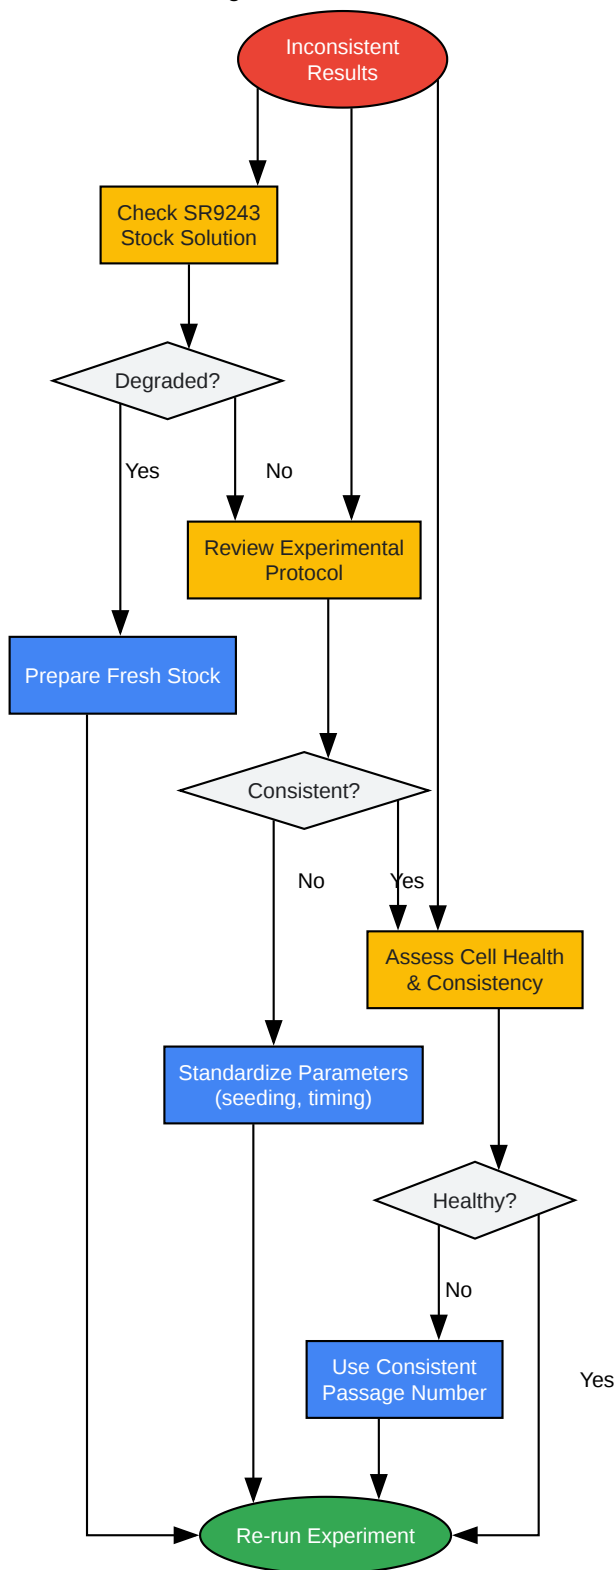 Inconsistent
Results
Check SR9243
Stock Solution
Degraded?
Yes
No
Review Experimental
Protocol
Prepare Fresh Stock
Consistent?
No
Yes
Assess Cell Health
& Consistency
Standardize Parameters
(seeding, timing)
Healthy?
No
Use Consistent
Passage Number
Yes
Re-run Experiment